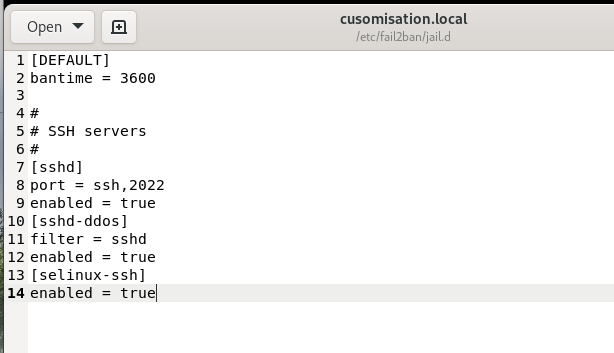 Open
cusomisation.local
/etc/fail2ban/jail.d
1 [DEFAULT]
2 bantime = 3600
3
4 #
5 # SSH servers
6 #
7 [sshd]
8 port = ssh,2022
9 enabled = true
10 [sshd-ddos]
11 filter = sshd
12 enabled = true
13 [selinux-ssh]
14 enabled = true